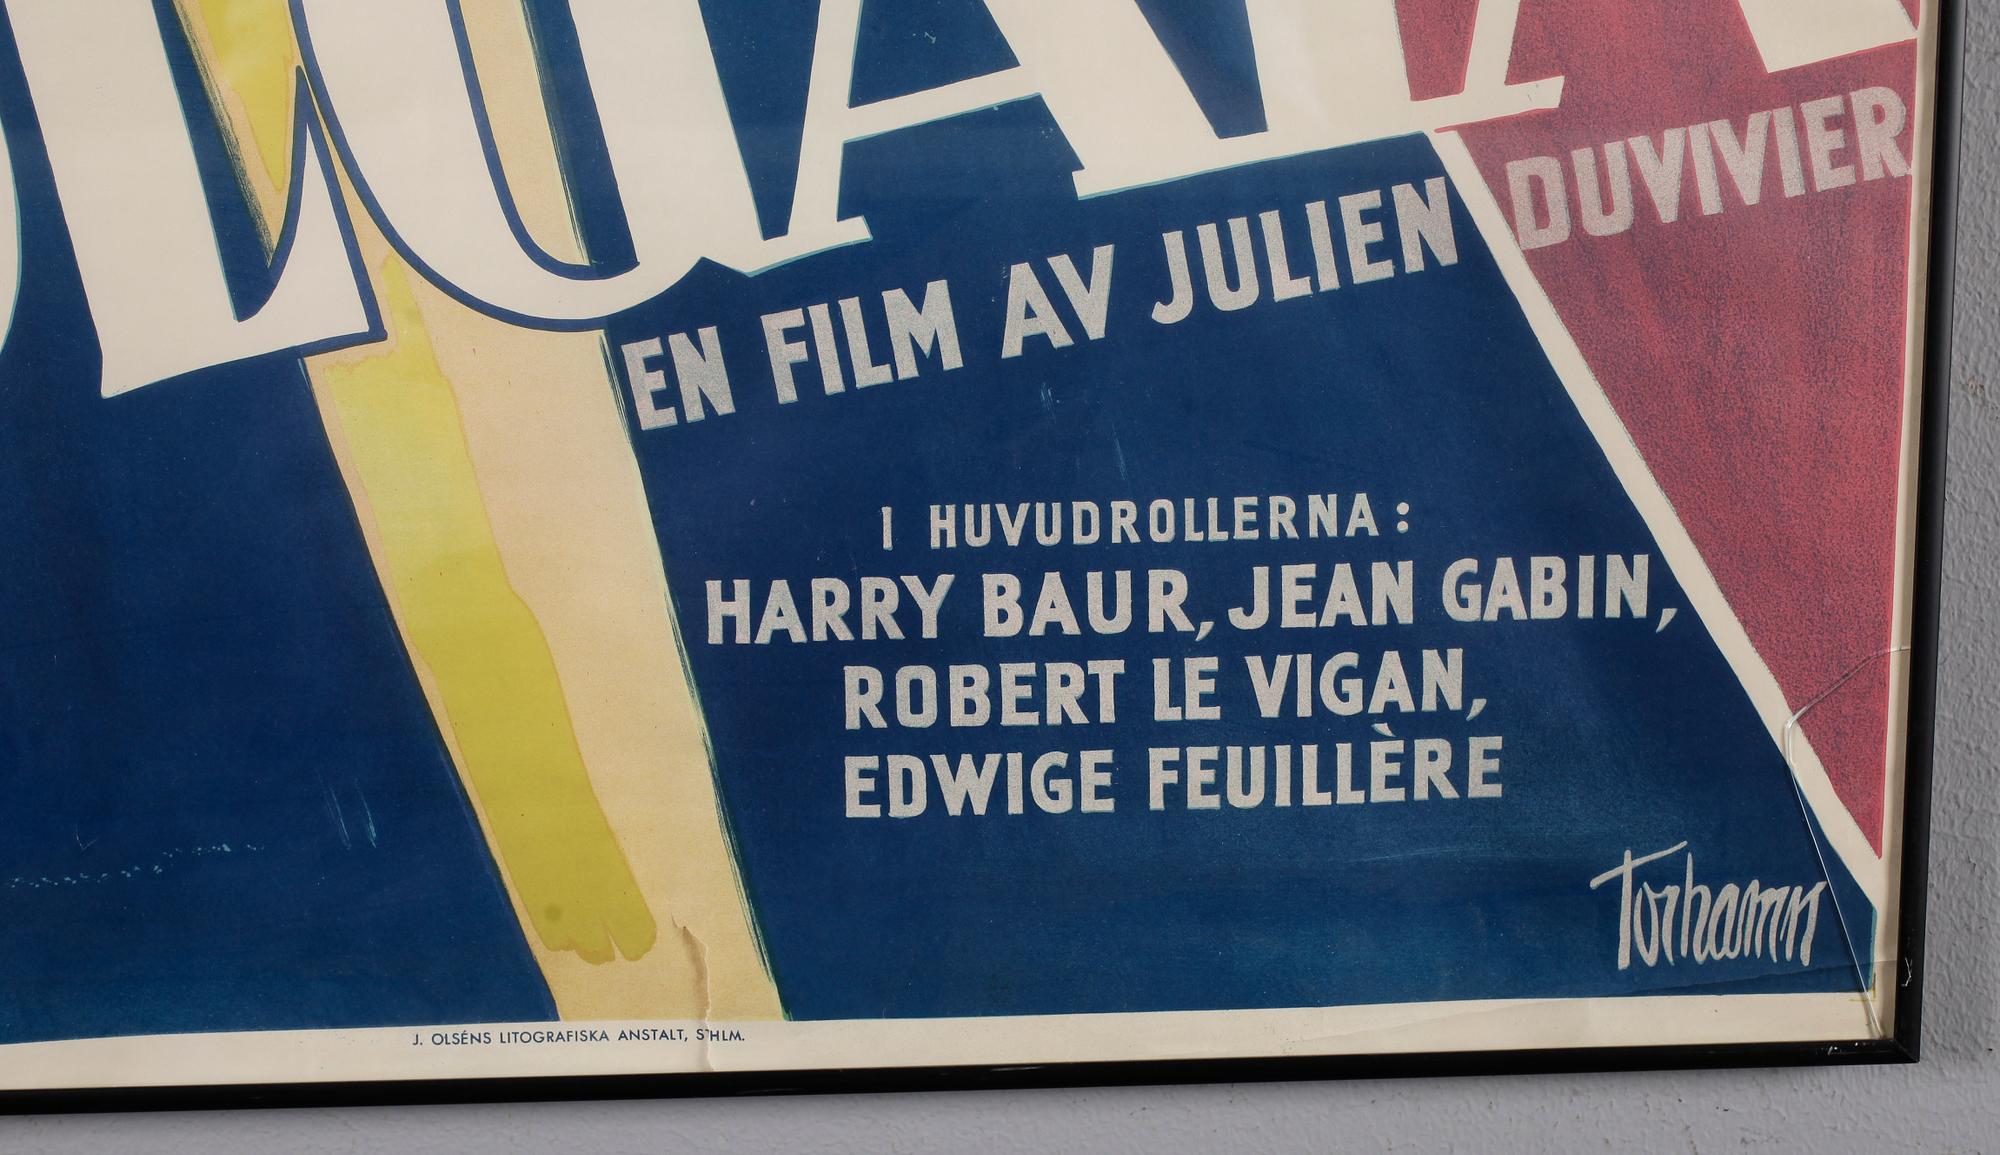 EN FILM AV JULIEN DUVIVIER
I HUVUDROLLERNA:
HARRY BAUR, JEAN GABIN,
ROBERT LE VIGAN,
EDWIGE FEUILLÈRE
Torhamn
J. OLSÉNS LITOGRAFISKA ANSTALT, STHLM.